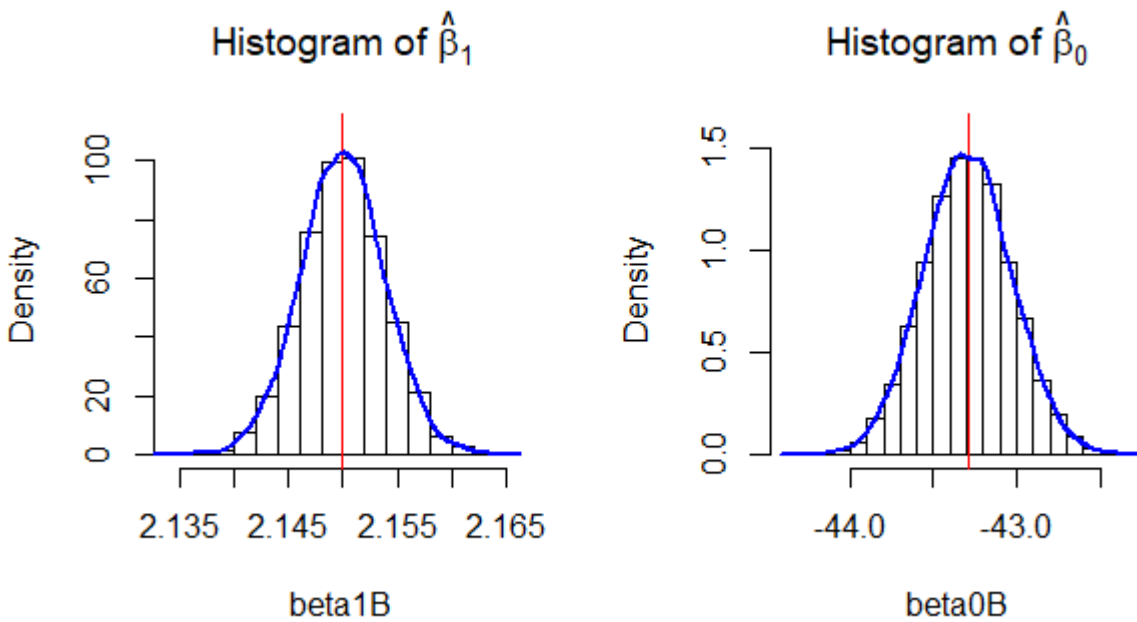 Histogram of β̂₁
Density
0 20 60 100
2.135 2.145 2.155 2.165
beta1B
Histogram of β̂₀
Density
0.0 0.5 1.0 1.5
-44.0 -43.0
beta0B